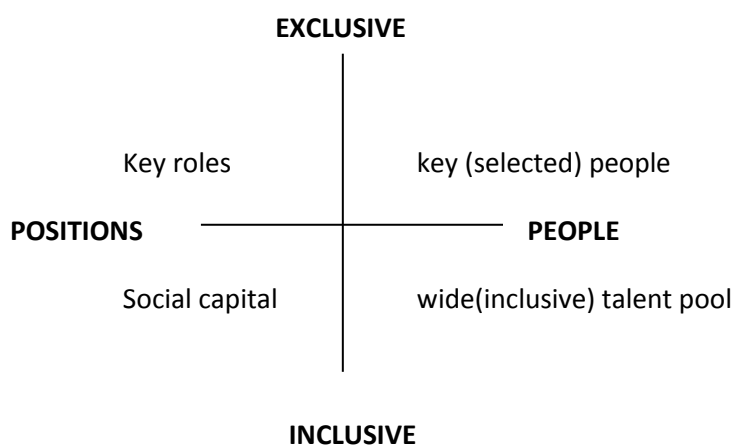 EXCLUSIVE
Key roles
key (selected) people
POSITIONS
PEOPLE
Social capital
wide(inclusive) talent pool
INCLUSIVE